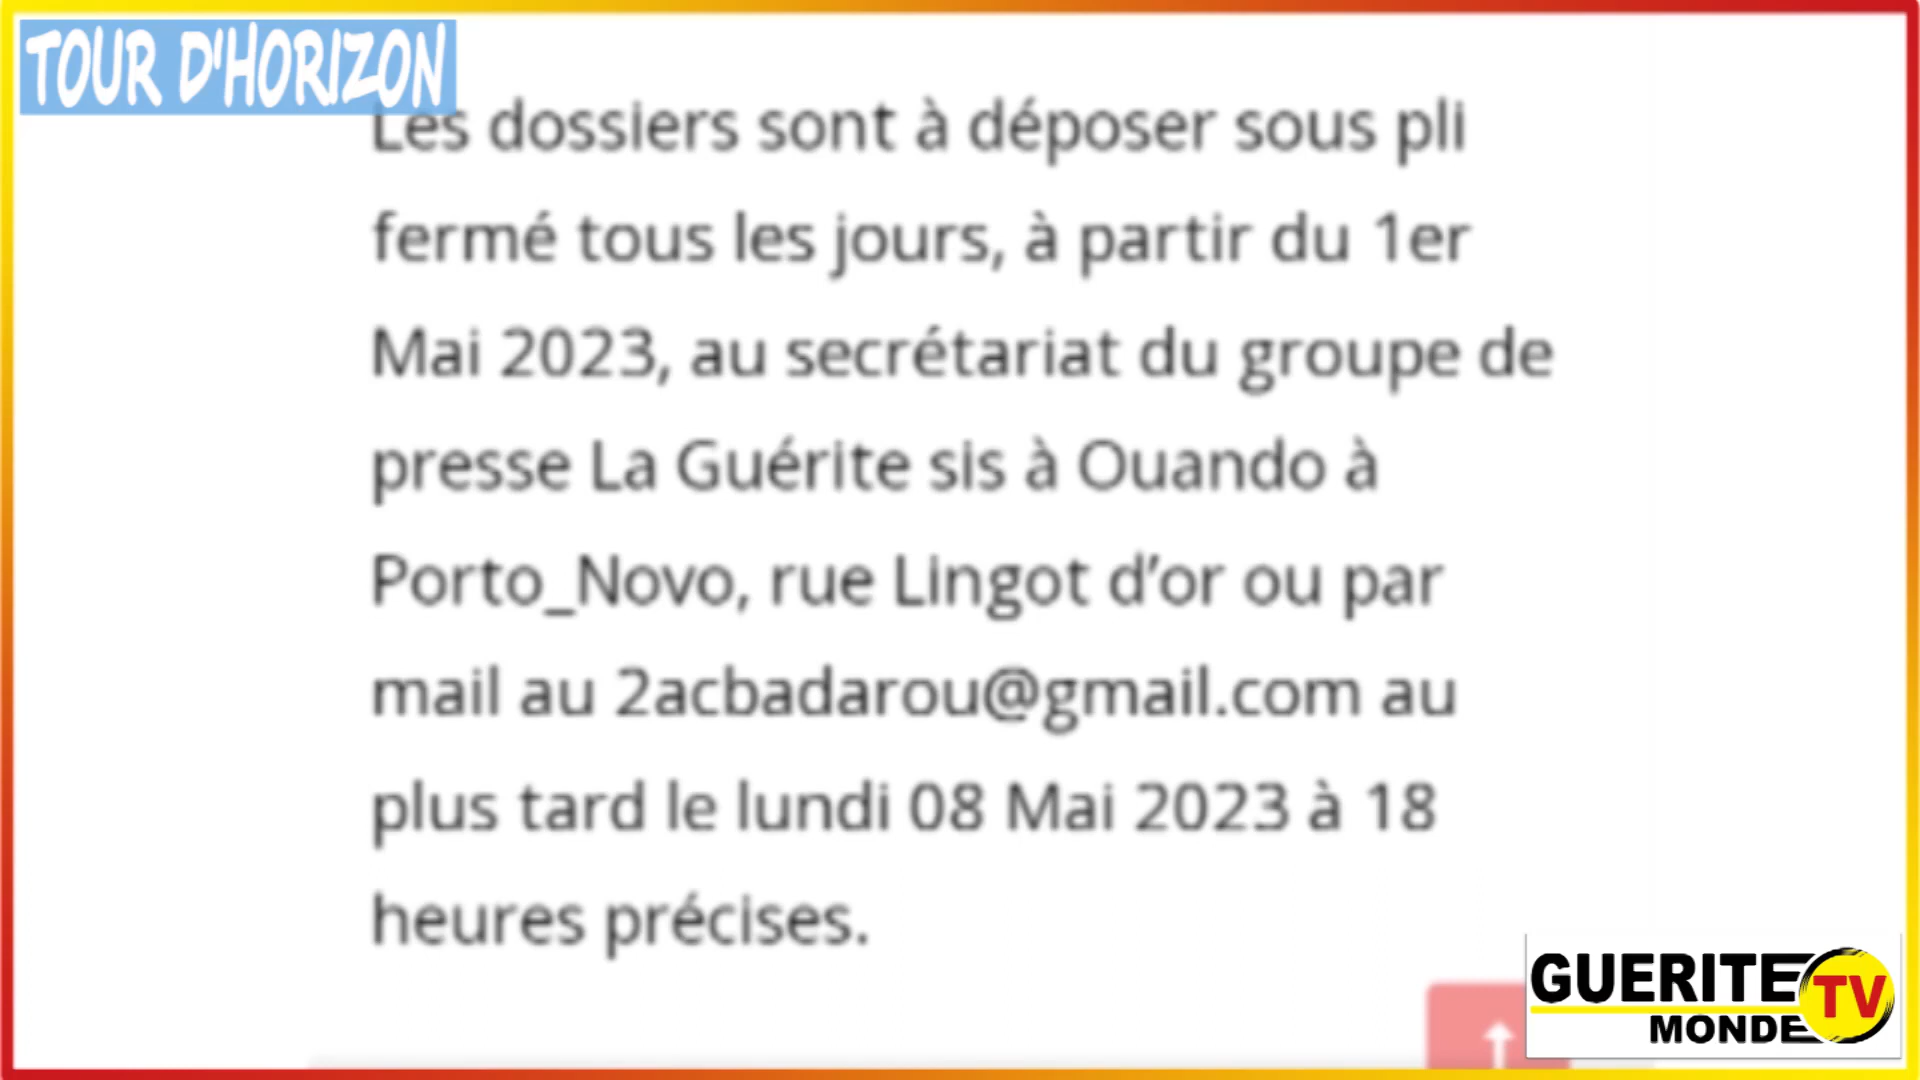 TOUR D'HORIZON
Les dossiers sont à déposer sous pli
fermé tous les jours, à partir du 1er
Mai 2023, au secrétariat du groupe de
presse La Guérite sis à Ouando à
Porto_Novo, rue Lingot d’or ou par
mail au 2acbadarou@gmail.com au
plus tard le lundi 08 Mai 2023 à 18
heures précises.
GUERITE TV
MONDE